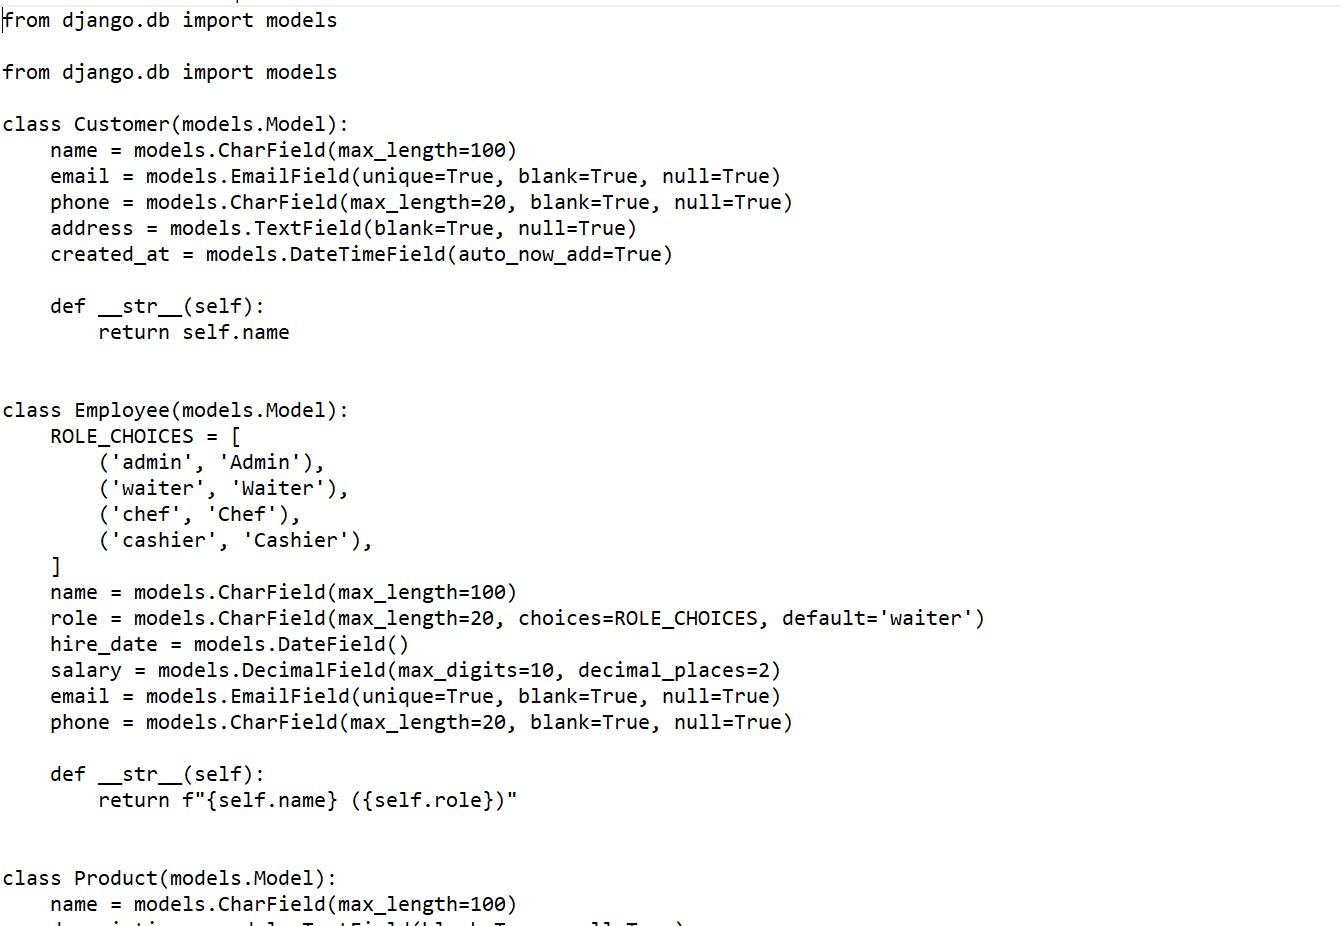 from django.db import models

from django.db import models

class Customer(models.Model):
    name = models.CharField(max_length=100)
    email = models.EmailField(unique=True, blank=True, null=True)
    phone = models.CharField(max_length=20, blank=True, null=True)
    address = models.TextField(blank=True, null=True)
    created_at = models.DateTimeField(auto_now_add=True)

    def __str__(self):
        return self.name


class Employee(models.Model):
    ROLE_CHOICES = [
        ('admin', 'Admin'),
        ('waiter', 'Waiter'),
        ('chef', 'Chef'),
        ('cashier', 'Cashier'),
    ]
    name = models.CharField(max_length=100)
    role = models.CharField(max_length=20, choices=ROLE_CHOICES, default='waiter')
    hire_date = models.DateField()
    salary = models.DecimalField(max_digits=10, decimal_places=2)
    email = models.EmailField(unique=True, blank=True, null=True)
    phone = models.CharField(max_length=20, blank=True, null=True)

    def __str__(self):
        return f"{self.name} ({self.role})"


class Product(models.Model):
    name = models.CharField(max_length=100)